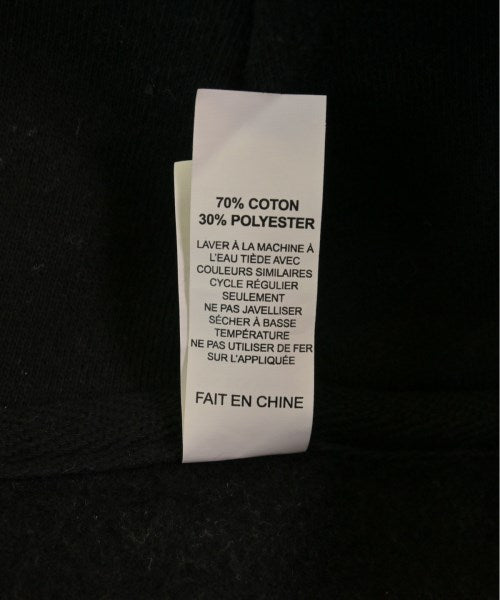 70% COTON
30% POLYESTER
LAVER À LA MACHINE À
L'EAU TIÈDE AVEC
COULEURS SIMILAIRES
CYCLE RÉGULIER
SEULEMENT
NE PAS JAVELLISER
SÉCHER À BASSE
TEMPÉRATURE
NE PAS UTILISER DE FER
SUR L'APPLIQUÉE
FAIT EN CHINE